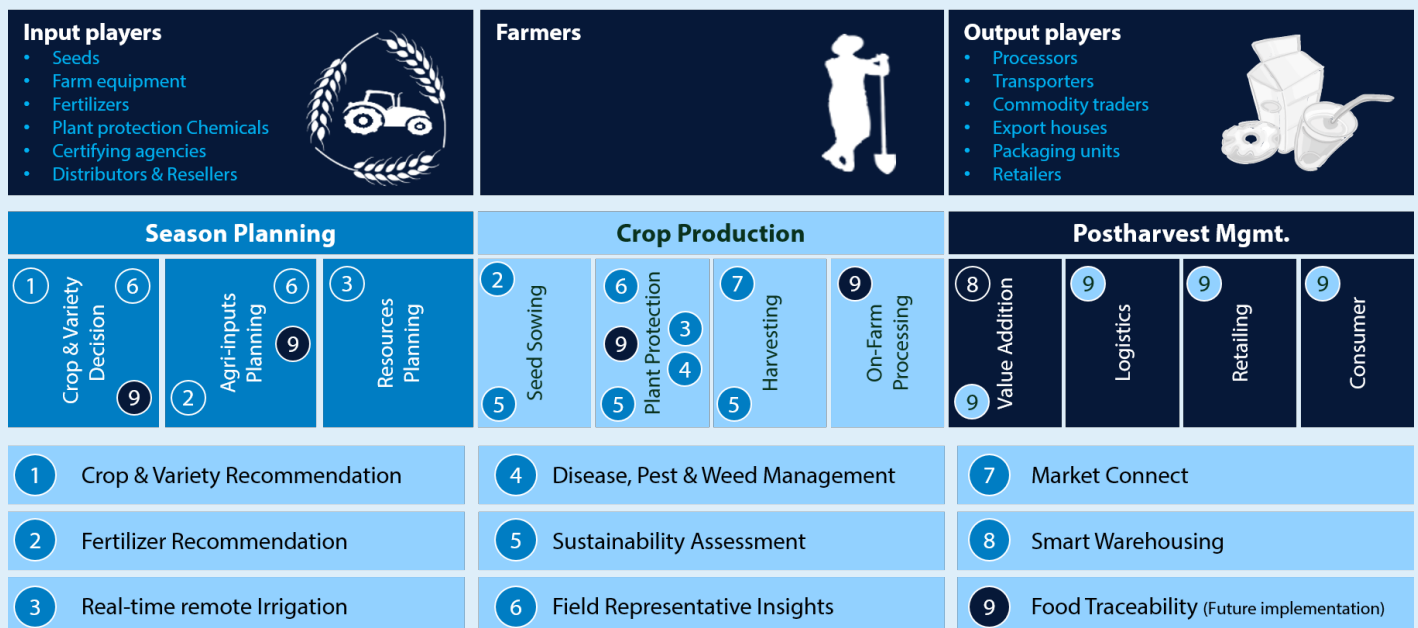 Input players
• Seeds
• Farm equipment
• Fertilizers
• Plant protection Chemicals
• Certifying agencies
• Distributors & Resellers
Farmers
Output players
• Processors
• Transporters
• Commodity traders
• Export houses
• Packaging units
• Retailers
Season Planning
Crop Production
Postharvest Mgmt.
1
6
Crop & Variety
Decision
9
6
Agri-inputs
Planning
9
2
3
Resources
Planning
2
Seed Sowing
5
6
9
Plant Protection
3
4
5
7
Harvesting
5
9
On-Farm
Processing
8
Value Addition
9
9
Logistics
9
Retailing
9
Consumer
1 Crop & Variety Recommendation
4 Disease, Pest & Weed Management
7 Market Connect
2 Fertilizer Recommendation
5 Sustainability Assessment
8 Smart Warehousing
3 Real-time remote Irrigation
6 Field Representative Insights
9 Food Traceability (Future implementation)